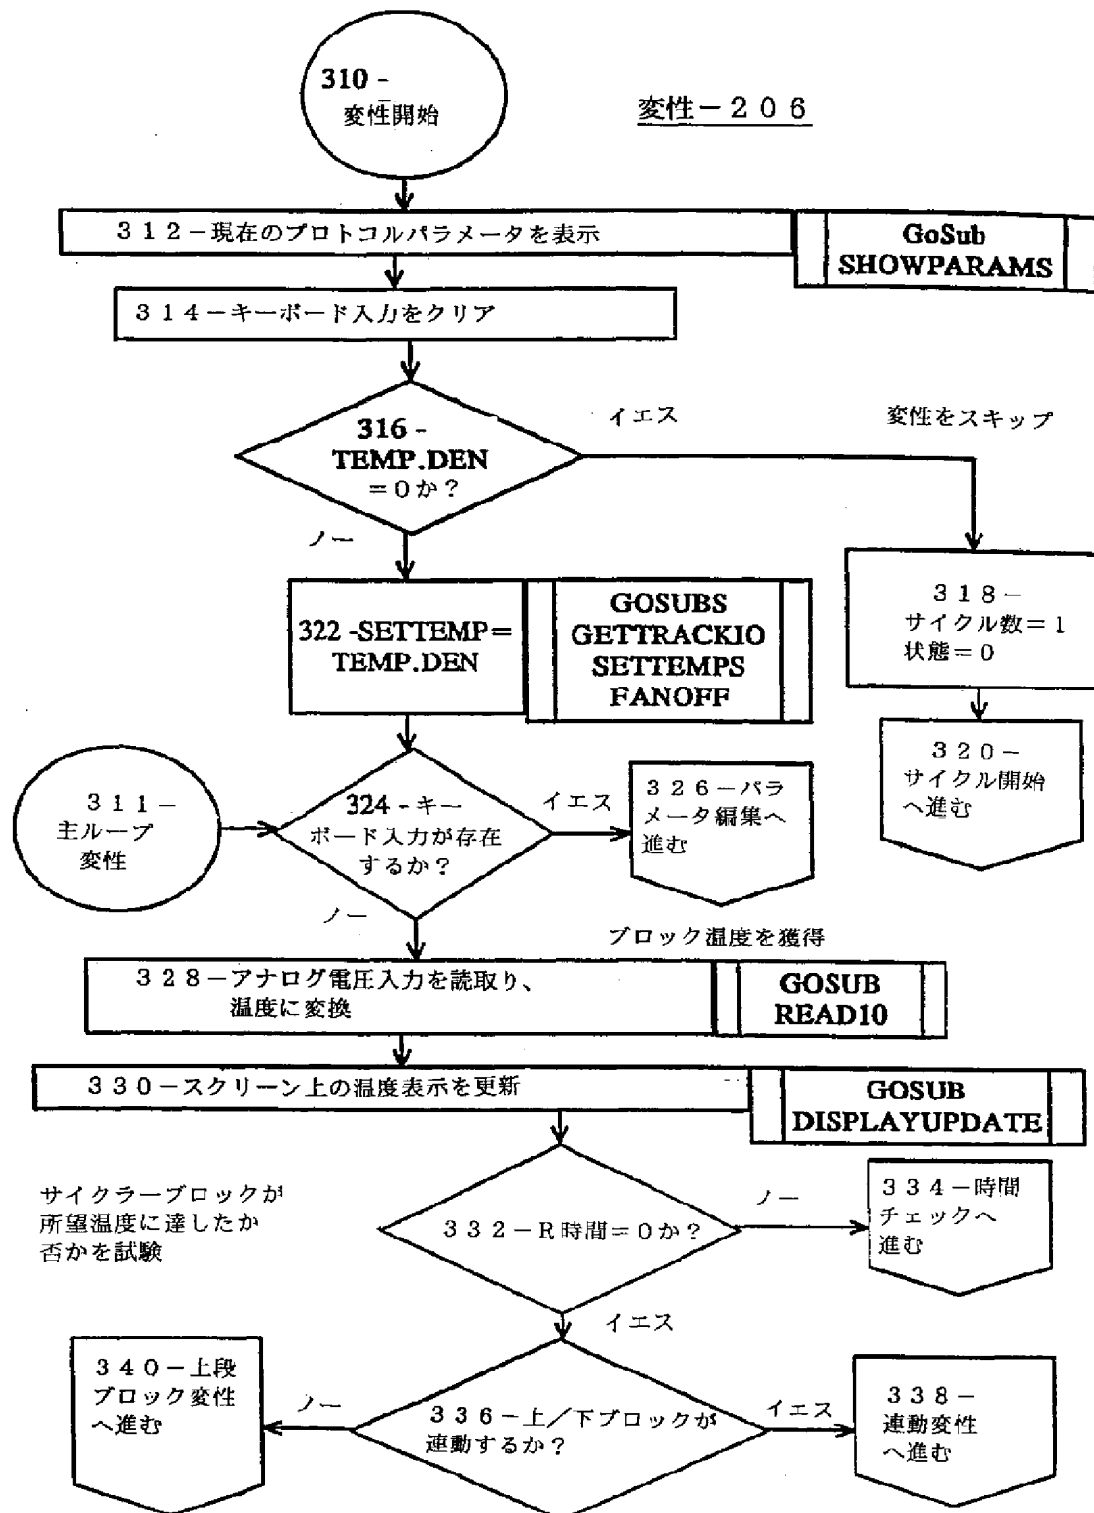 310 -
変性開始
変性－２０６
３１２－現在のプロトコルパラメータを表示
GoSub
SHOWPARAMS
３１４－キーボード入力をクリア
316 -
TEMP.DEN
＝０か？
イエス
変性をスキップ
ノー
322 -SETTEMP=
TEMP.DEN
GOSUBS
GETTRACKIO
SETTEMPS
FANOFF
３１８－
サイクル数＝１
状態＝０
３２０－
サイクル開始
へ進む
３１１－
主ループ
変性
324 - キー
ボード入力が存在
するか？
イエス
３２６－パラ
メータ編集へ
進む
ノー
ブロック温度を獲得
３２８－アナログ電圧入力を読取り、
温度に変換
GOSUB
READ10
３３０－スクリーン上の温度表示を更新
GOSUB
DISPLAYUPDATE
サイクラーブロックが
所望温度に達したか
否かを試験
３３２－Ｒ時間＝０か？
ノー
３３４－時間
チェックへ
進む
イエス
３４０－上段
ブロック変性
へ進む
ノー
３３６－上／下ブロックが
連動するか？
イエス
３３８－
連動変性
へ進む